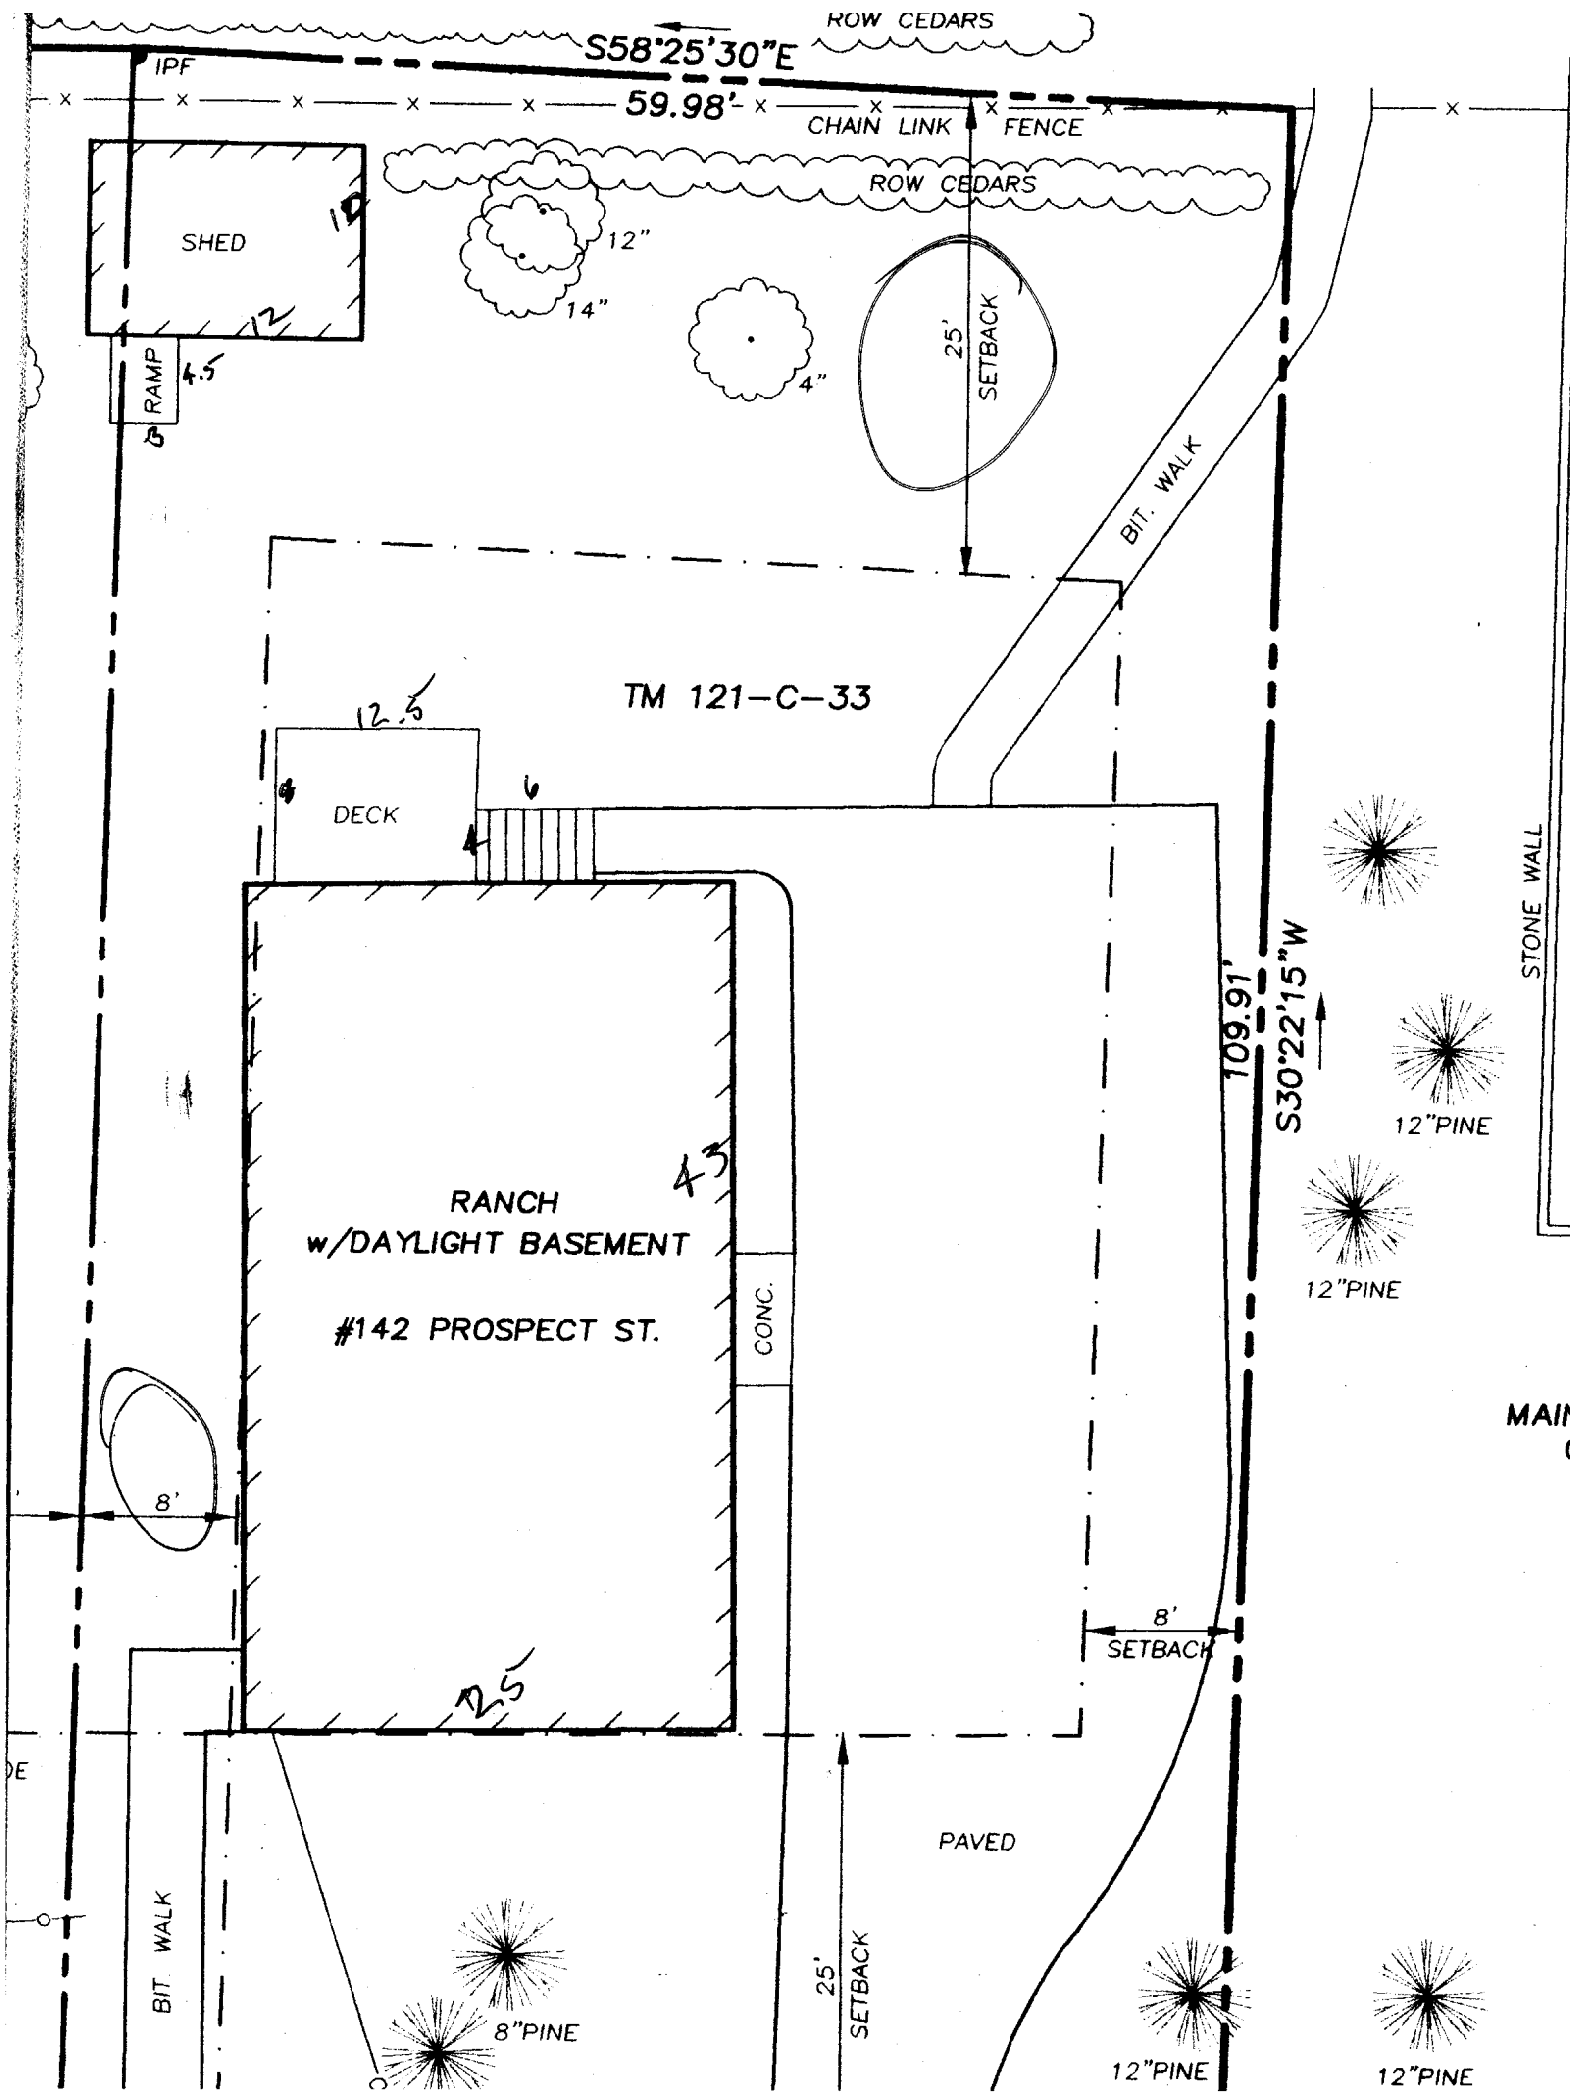 ROW CEDARS
S58°25'30"E
IPF
59.98'
CHAIN LINK FENCE
ROW CEDARS
SHED
10
12"
14"
12
25'
SETBACK
4"
RAMP
4.5
3
BIT. WALK
TM 121-C-33
12.5
DECK
6
4
STONE WALL
109.91'
S30°22'15"W
12"PINE
43
RANCH
w/DAYLIGHT BASEMENT
#142 PROSPECT ST.
CONC.
12"PINE
8'
8'
SETBACK
25
PAVED
BIT. WALK
25'
SETBACK
8"PINE
12"PINE
12"PINE